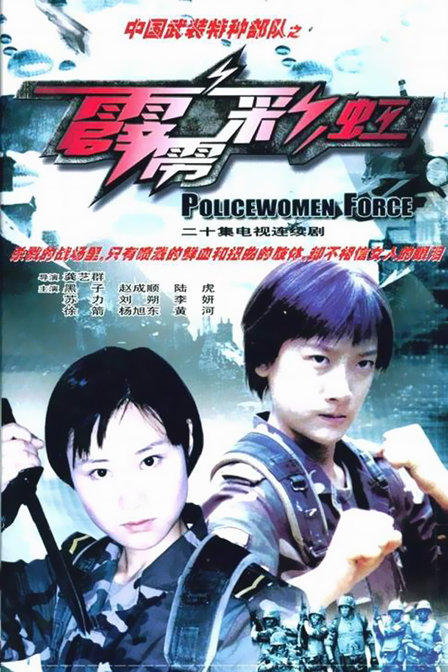 中国武装特种部队之
霹雳彩虹
POLICEWOMEN FORCE
二十集电视连续剧
杀戮的战场里,只有喷溅的鲜血和扭曲的肢体,却不相信女人的眼泪
导演 龚艺群
主演 黑子 赵成顺 陆虎
苏力 刘朔 李妍
徐箭 杨旭东 黄河